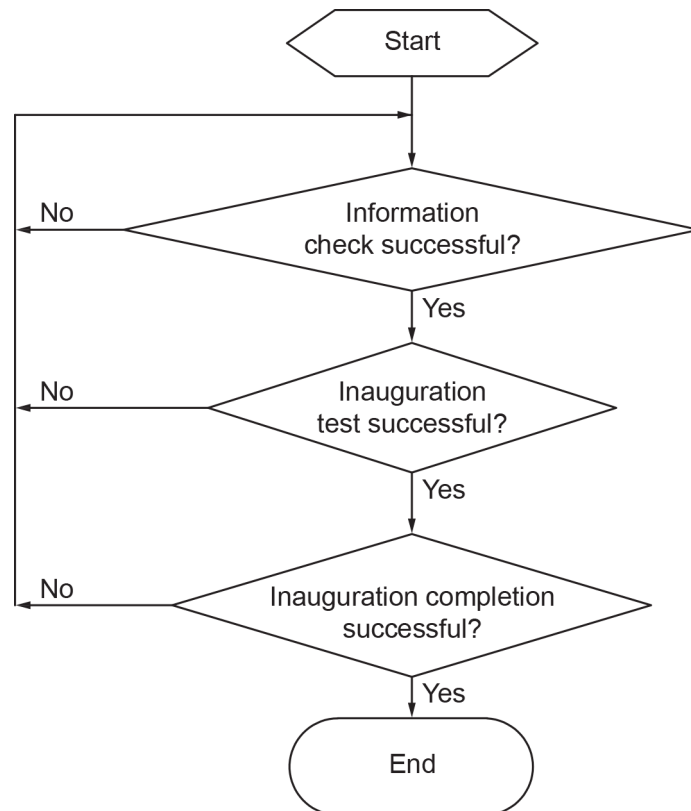 Start
No
Information
check successful?
Yes
No
Inauguration
test successful?
Yes
No
Inauguration completion
successful?
Yes
End